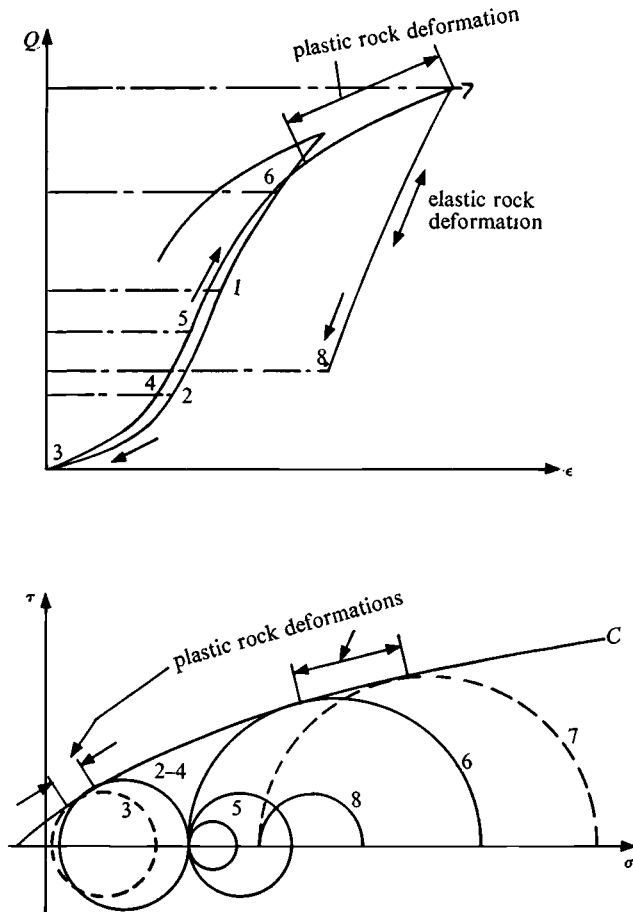 Q
plastic rock deformation
7
6
elastic rock
deformation
1
5
8
4
2
3
ϵ
τ
plastic rock deformations
C
2–4
7
6
3
5
8
σ